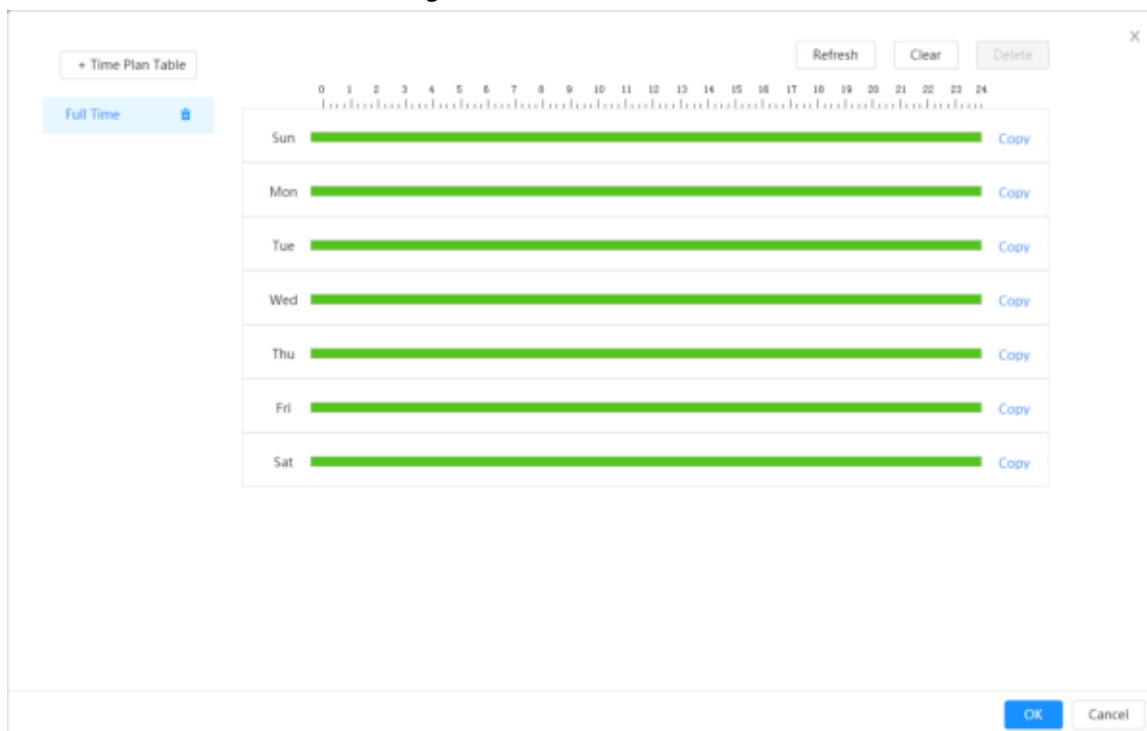 + Time Plan Table
Refresh Clear Delete
0 1 2 3 4 5 6 7 8 9 10 11 12 13 14 15 16 17 18 19 20 21 22 23 24
Full Time
Sun Copy
Mon Copy
Tue Copy
Wed Copy
Thu Copy
Fri Copy
Sat Copy
OK Cancel